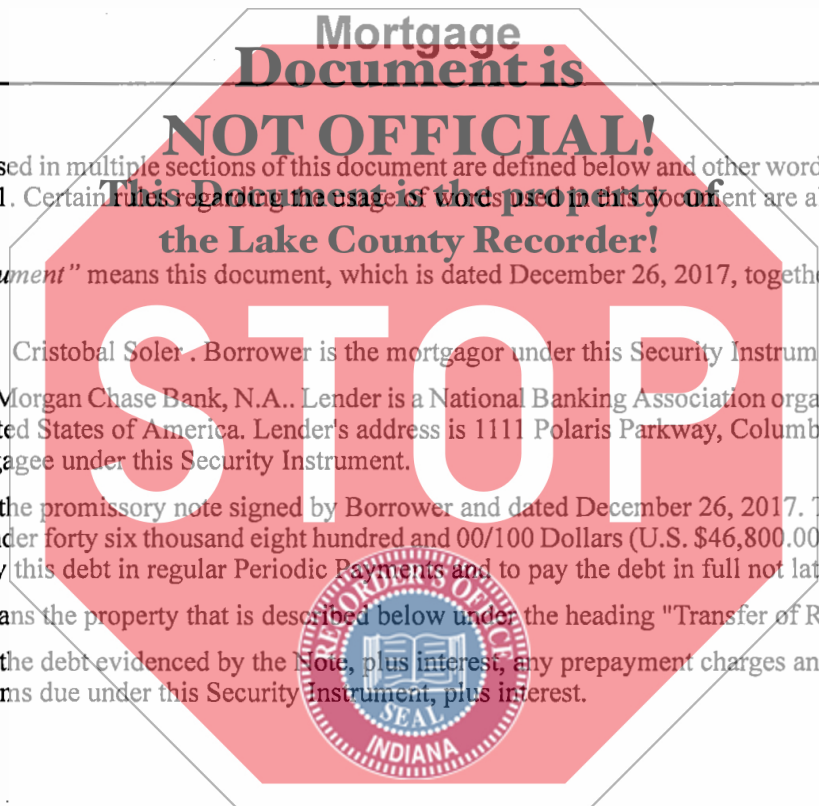 Mortgage
Document is
NOT OFFICIAL!
sed in multiple sections of this document are defined below and other word
1. Certain rules regarding the usage of words used in this document are a
This Document is the property of
the Lake County Recorder!
ument" means this document, which is dated December 26, 2017, togethe
Cristobal Soler . Borrower is the mortgagor under this Security Instrum
Morgan Chase Bank, N.A.. Lender is a National Banking Association orga
ted States of America. Lender's address is 1111 Polaris Parkway, Columb
agee under this Security Instrument.
STOP
the promissory note signed by Borrower and dated December 26, 2017. T
der forty six thousand eight hundred and 00/100 Dollars (U.S. $46,800.00
y this debt in regular Periodic Payments and to pay the debt in full not lat
ans the property that is described below under the heading "Transfer of R
the debt evidenced by the Note, plus interest, any prepayment charges an
ms due under this Security Instrument, plus interest.
RECORDER'S OFFICE
SEAL
INDIANA